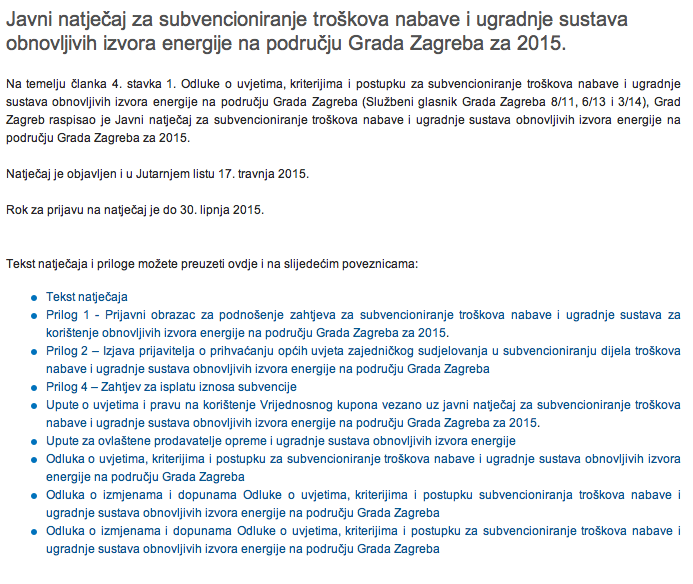 Javni natječaj za subvencioniranje troškova nabave i ugradnje sustava
obnovljivih izvora energije na području Grada Zagreba za 2015.
Na temelju članka 4. stavka 1. Odluke o uvjetima, kriterijima i postupku za subvencioniranje troškova nabave i ugradnje
sustava obnovljivih izvora energije na području Grada Zagreba (Službeni glasnik Grada Zagreba 8/11, 6/13 i 3/14), Grad
Zagreb raspisao je Javni natječaj za subvencioniranje troškova nabave i ugradnje sustava obnovljivih izvora energije na
području Grada Zagreba za 2015.
Natječaj je objavljen i u Jutarnjem listu 17. travnja 2015.
Rok za prijavu na natječaj je do 30. lipnja 2015.
Tekst natječaja i priloge možete preuzeti ovdje i na slijedećim poveznicama:
• Tekst natječaja
• Prilog 1 - Prijavni obrazac za podnošenje zahtjeva za subvencioniranje troškova nabave i ugradnje sustava za
korištenje obnovljivih izvora energije na području Grada Zagreba za 2015.
• Prilog 2 – Izjava prijavitelja o prihvaćanju općih uvjeta zajedničkog sudjelovanja u subvencioniranju dijela troškova
nabave i ugradnje sustava obnovljivih izvora energije na području Grada Zagreba
• Prilog 4 – Zahtjev za isplatu iznosa subvencije
• Upute o uvjetima i pravu na korištenje Vrijednosnog kupona vezano uz javni natječaj za subvencioniranje troškova
nabave i ugradnje sustava obnovljivih izvora energije na području Grada Zagreba za 2015.
• Upute za ovlaštene prodavatelje opreme i ugradnje sustava obnovljivih izvora energije
• Odluka o uvjetima, kriterijima i postupku za subvencioniranje troškova nabave i ugradnje sustava obnovljivih izvora
energije na području Grada Zagreba
• Odluka o izmjenama i dopunama Odluke o uvjetima, kriterijima i postupku subvencioniranja troškova nabave i
ugradnje sustava obnovljivih izvora energije na području Grada Zagreba
• Odluka o izmjenama i dopunama Odluke o uvjetima, kriterijima i postupku za subvencioniranje troškova nabave i
ugradnje sustava obnovljivih izvora energije na području Grada Zagreba